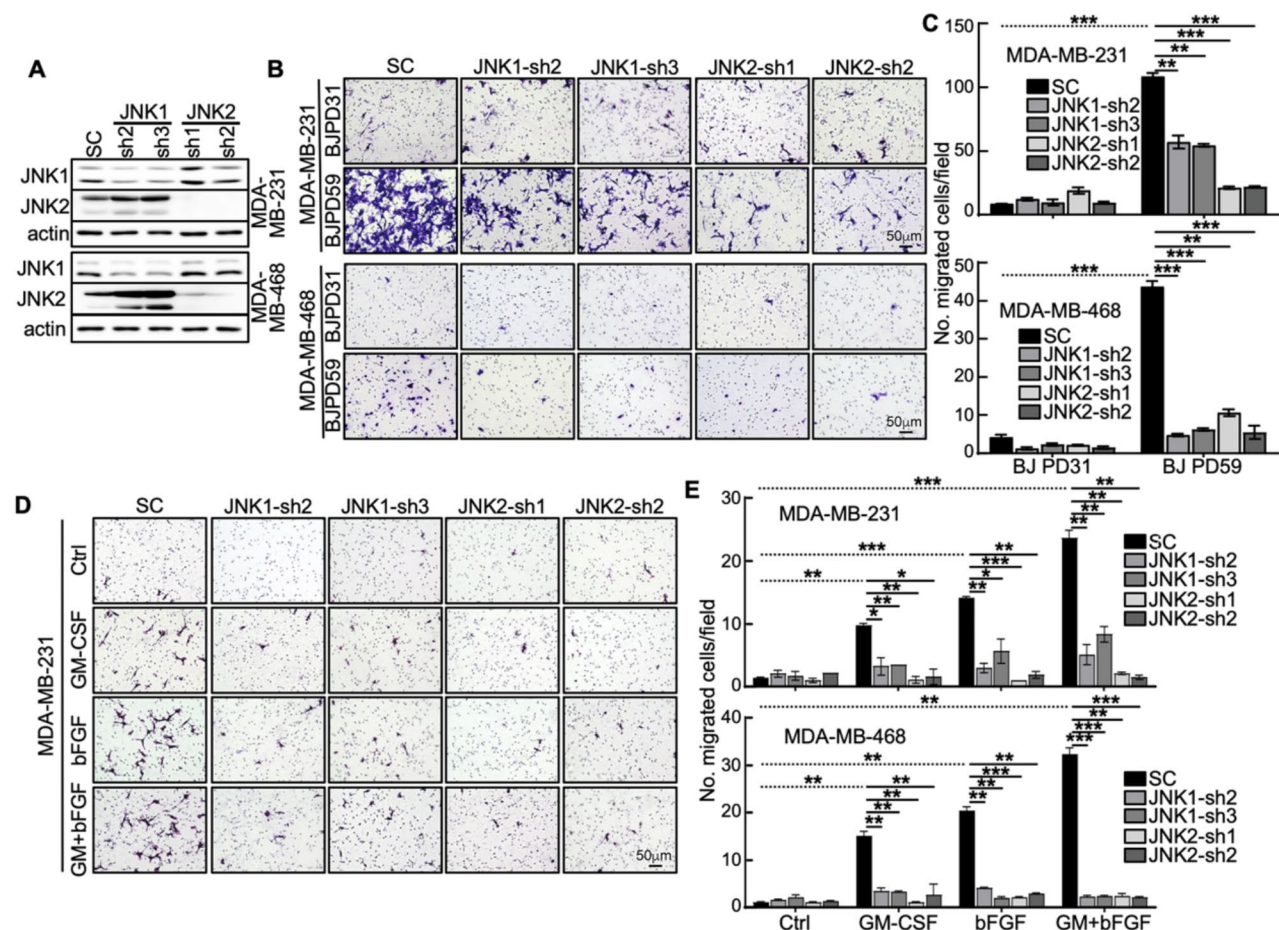 A
JNK1 JNK2
SC sh2 sh3 sh1 sh2
JNK1
JNK2
actin
MDA-
MB-231
JNK1
JNK2
actin
MDA-
MB-468
B
SC JNK1-sh2 JNK1-sh3 JNK2-sh1 JNK2-sh2
MDA-MB-231
BJPD31
BJPD59
50μm
MDA-MB-468
BJPD31
BJPD59
50μm
C
No. migrated cells/field
150
100
50
0
*** ***
***
**
**
MDA-MB-231
SC
JNK1-sh2
JNK1-sh3
JNK2-sh1
JNK2-sh2
50
40
30
20
10
0
***
**
*** ***
***
MDA-MB-468
SC
JNK1-sh2
JNK1-sh3
JNK2-sh1
JNK2-sh2
BJ PD31 BJ PD59
D
SC JNK1-sh2 JNK1-sh3 JNK2-sh1 JNK2-sh2
MDA-MB-231
Ctrl
GM-CSF
bFGF
GM+bFGF
50μm
E
No. migrated cells/field
30
20
10
0
*** **
**
**
**
MDA-MB-231
*** **
***
*
**
** *
**
**
*
SC
JNK1-sh2
JNK1-sh3
JNK2-sh1
JNK2-sh2
40
30
20
10
0
** ***
**
***
***
MDA-MB-468
** **
***
**
**
** **
**
**
SC
JNK1-sh2
JNK1-sh3
JNK2-sh1
JNK2-sh2
Ctrl GM-CSF bFGF GM+bFGF